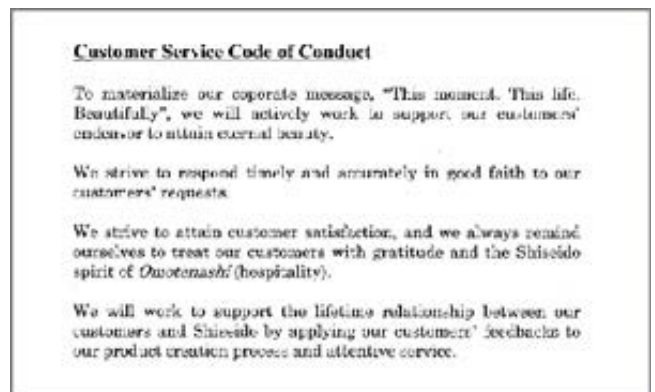 Customer Service Code of Conduct
To materialize our coporate message, "This moment. This life.
Beautifully", we will actively work to support our customers'
endeavor to attain eternal beauty.
We strive to respond timely and accurately in good faith to our
customers' requests.
We strive to attain customer satisfaction, and we always remind
ourselves to treat our customers with gratitude and the Shiseido
spirit of Omotenashi (hospitality).
We will work to support the lifetime relationship between our
customers and Shiseido by applying our customers' feedbacks to
our product creation process and attentive service.